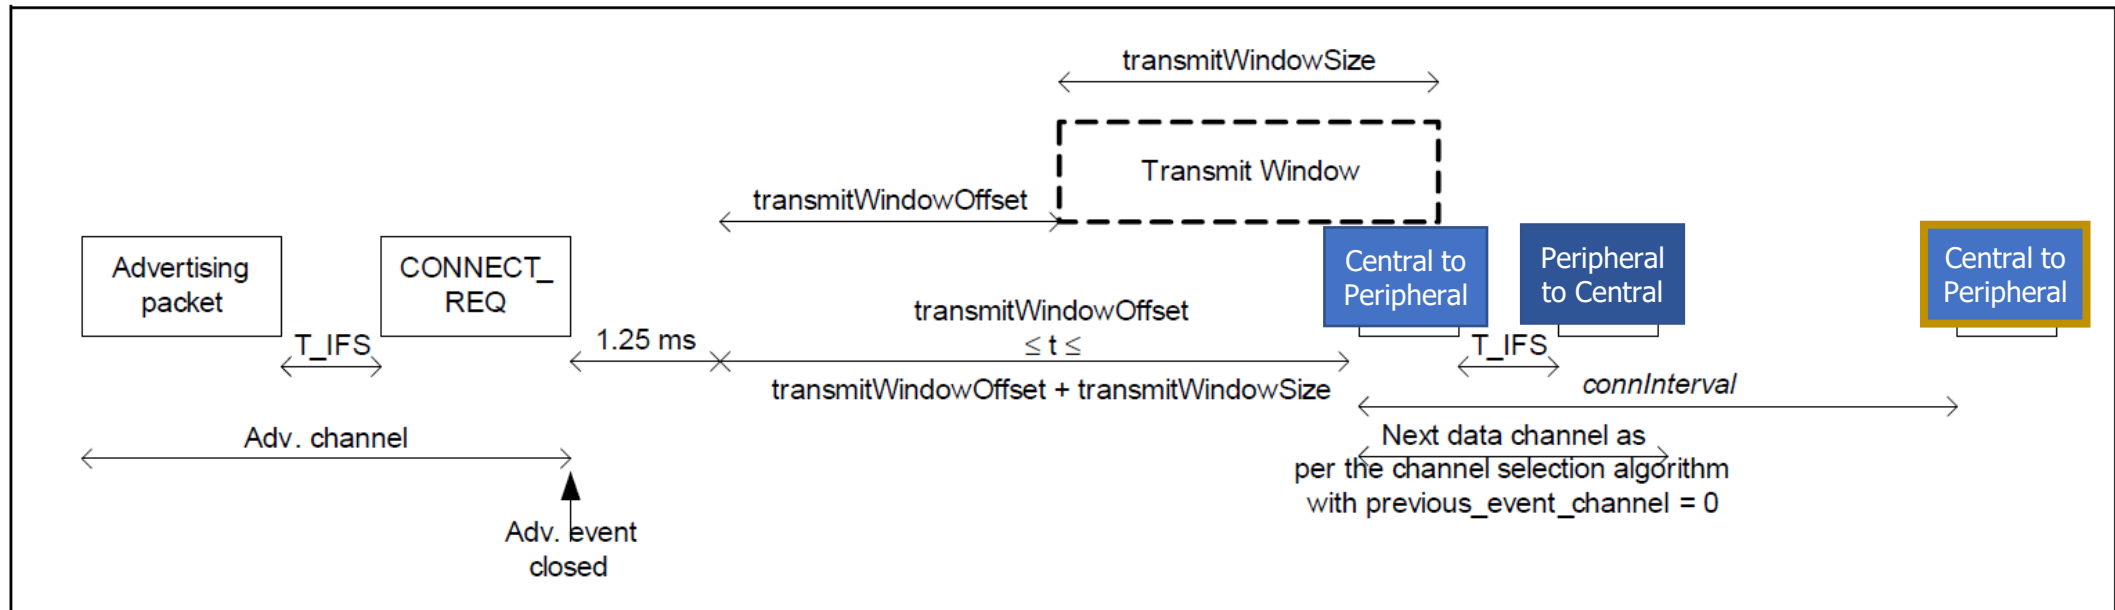 transmitWindowSize
Transmit Window
transmitWindowOffset
Advertising
packet
CONNECT_
REQ
Central to
Peripheral
Peripheral
to Central
Central to
Peripheral
T_IFS
1.25 ms
transmitWindowOffset
≤ t ≤
transmitWindowOffset + transmitWindowSize
T_IFS
connInterval
Adv. channel
Next data channel as
per the channel selection algorithm
with previous_event_channel = 0
Adv. event
closed